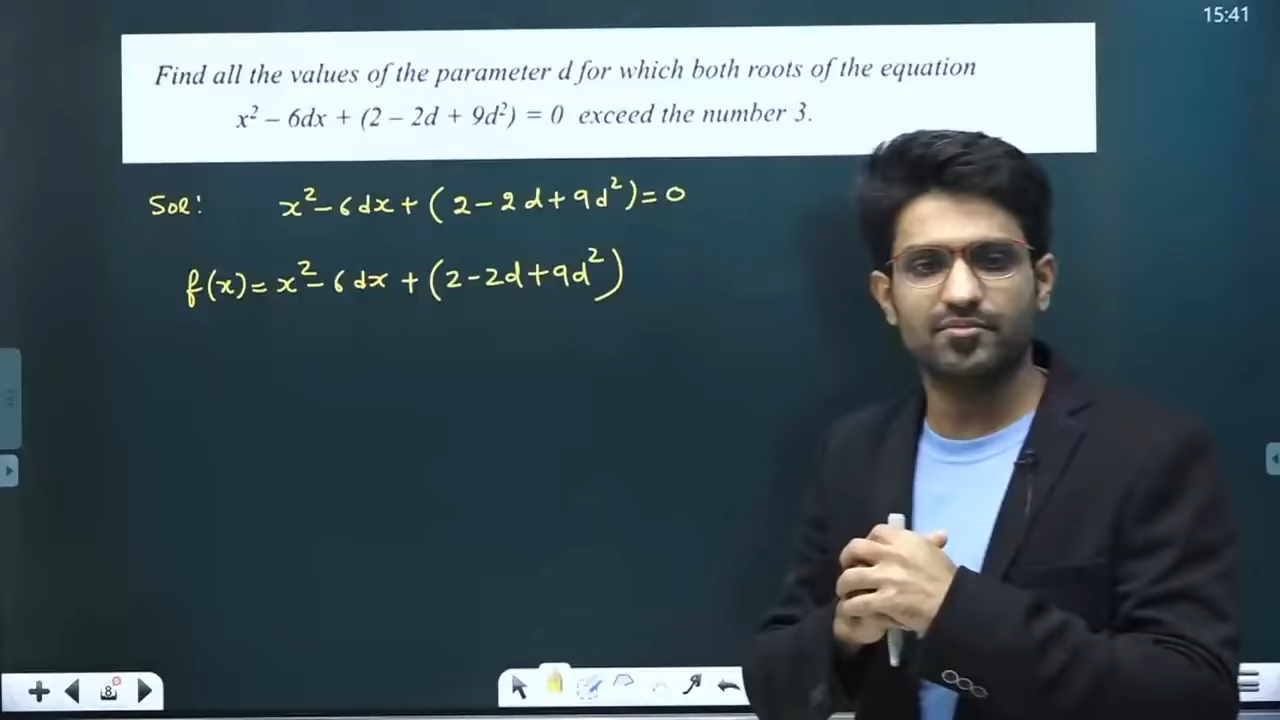 15:41
Find all the values of the parameter d for which both roots of the equation
x² – 6dx + (2 – 2d + 9d²) = 0 exceed the number 3.
Sol: x²-6dx+(2-2d+9d²)=0
f(x)=x²-6dx+(2-2d+9d²)
8